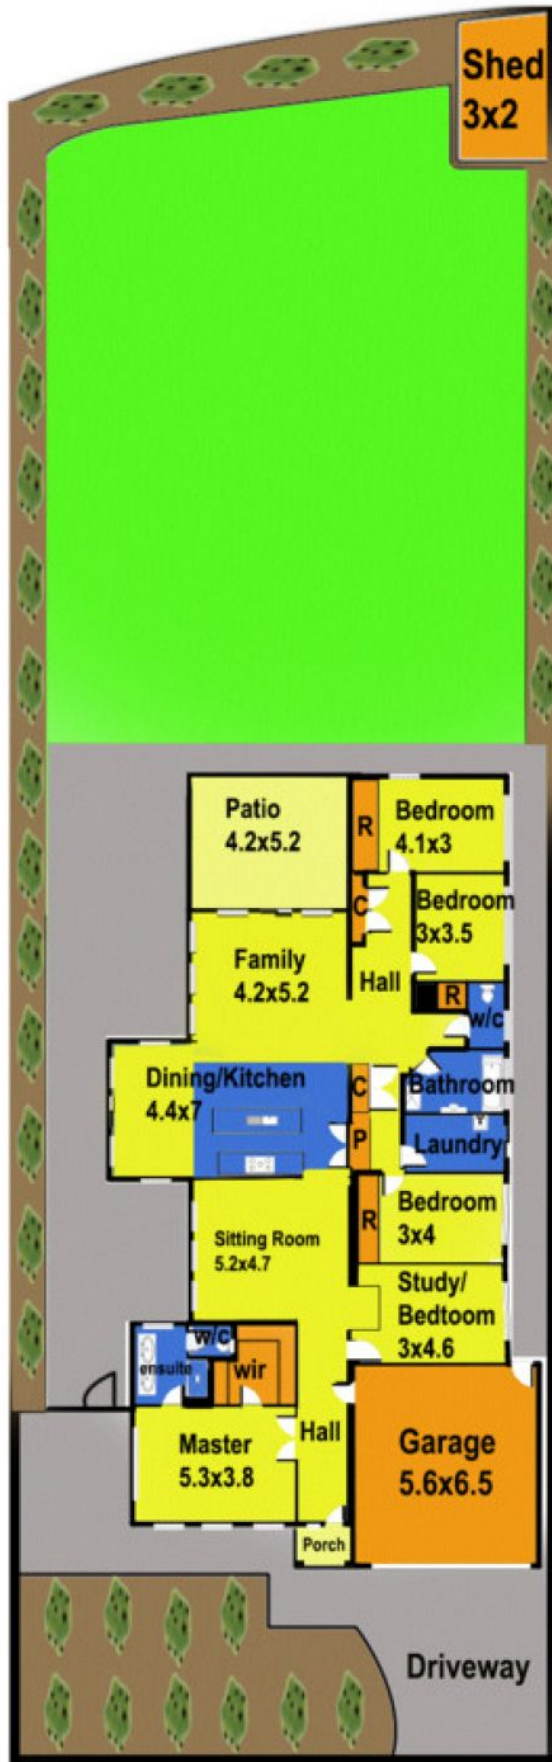 Shed
3x2
Patio
4.2x5.2
R
Bedroom
4.1x3
C
Bedroom
3x3.5
Family
4.2x5.2
Hall
R
w/c
Dining/Kitchen
4.4x7
C
Bathroom
P
Laundry
Sitting Room
5.2x4.7
R
Bedroom
3x4
Study/
Bedtoom
3x4.6
w/c
ensuite
wir
Master
5.3x3.8
Hall
Garage
5.6x6.5
Porch
Driveway